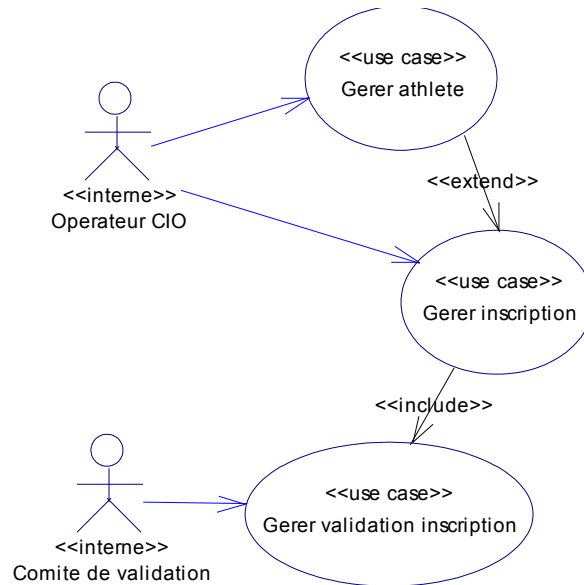 <<use case>>
Gerer athlete
<<interne>>
Operateur CIO
<<extend>>
<<use case>>
Gerer inscription
<<include>>
<<use case>>
Gerer validation inscription
<<interne>>
Comite de validation